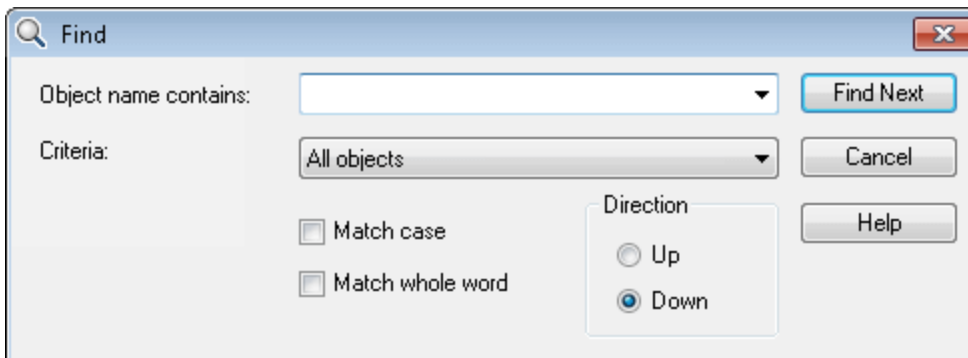 Find
Object name contains:
Find Next
Criteria:
All objects
Cancel
Match case
Direction
Help
Up
Match whole word
Down